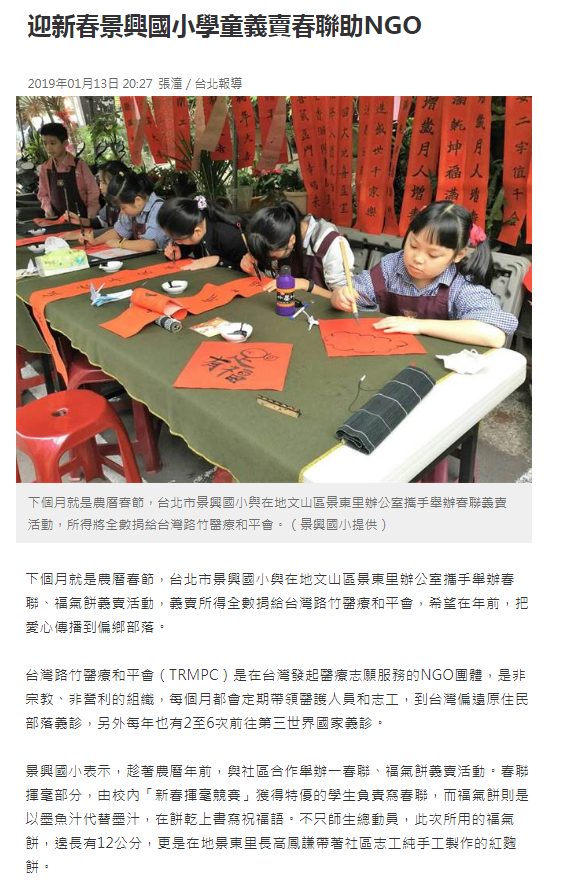 迎新春景興國小學童義賣春聯助NGO
2019年01月13日 20:27 張潼 / 台北報導
增歲月人增
滿乾坤福滿
二字值千金
足
有福
下個月就是農曆春節，台北市景興國小與在地文山區景東里辦公室攜手舉辦春聯義賣
活動，所得將全數捐給台灣路竹醫療和平會。（景興國小提供）
下個月就是農曆春節，台北市景興國小與在地文山區景東里辦公室攜手舉辦春
聯、福氣餅義賣活動，義賣所得全數捐給台灣路竹醫療和平會，希望在年前，把
愛心傳播到偏鄉部落。
台灣路竹醫療和平會（TRMPC）是在台灣發起醫療志願服務的NGO團體，是非
宗教、非營利的組織，每個月都會定期帶領醫護人員和志工，到台灣偏遠原住民
部落義診，另外每年也有2至6次前往第三世界國家義診。
景興國小表示，趁著農曆年前，與社區合作舉辦一春聯、福氣餅義賣活動。春聯
揮毫部分，由校內「新春揮毫競賽」獲得特優的學生負責寫春聯，而福氣餅則是
以墨魚汁代替墨汁，在餅乾上書寫祝福語。不只師生總動員，此次所用的福氣
餅，邊長有12公分，更是在地景東里長高鳳謙帶著社區志工純手工製作的紅麴
餅。